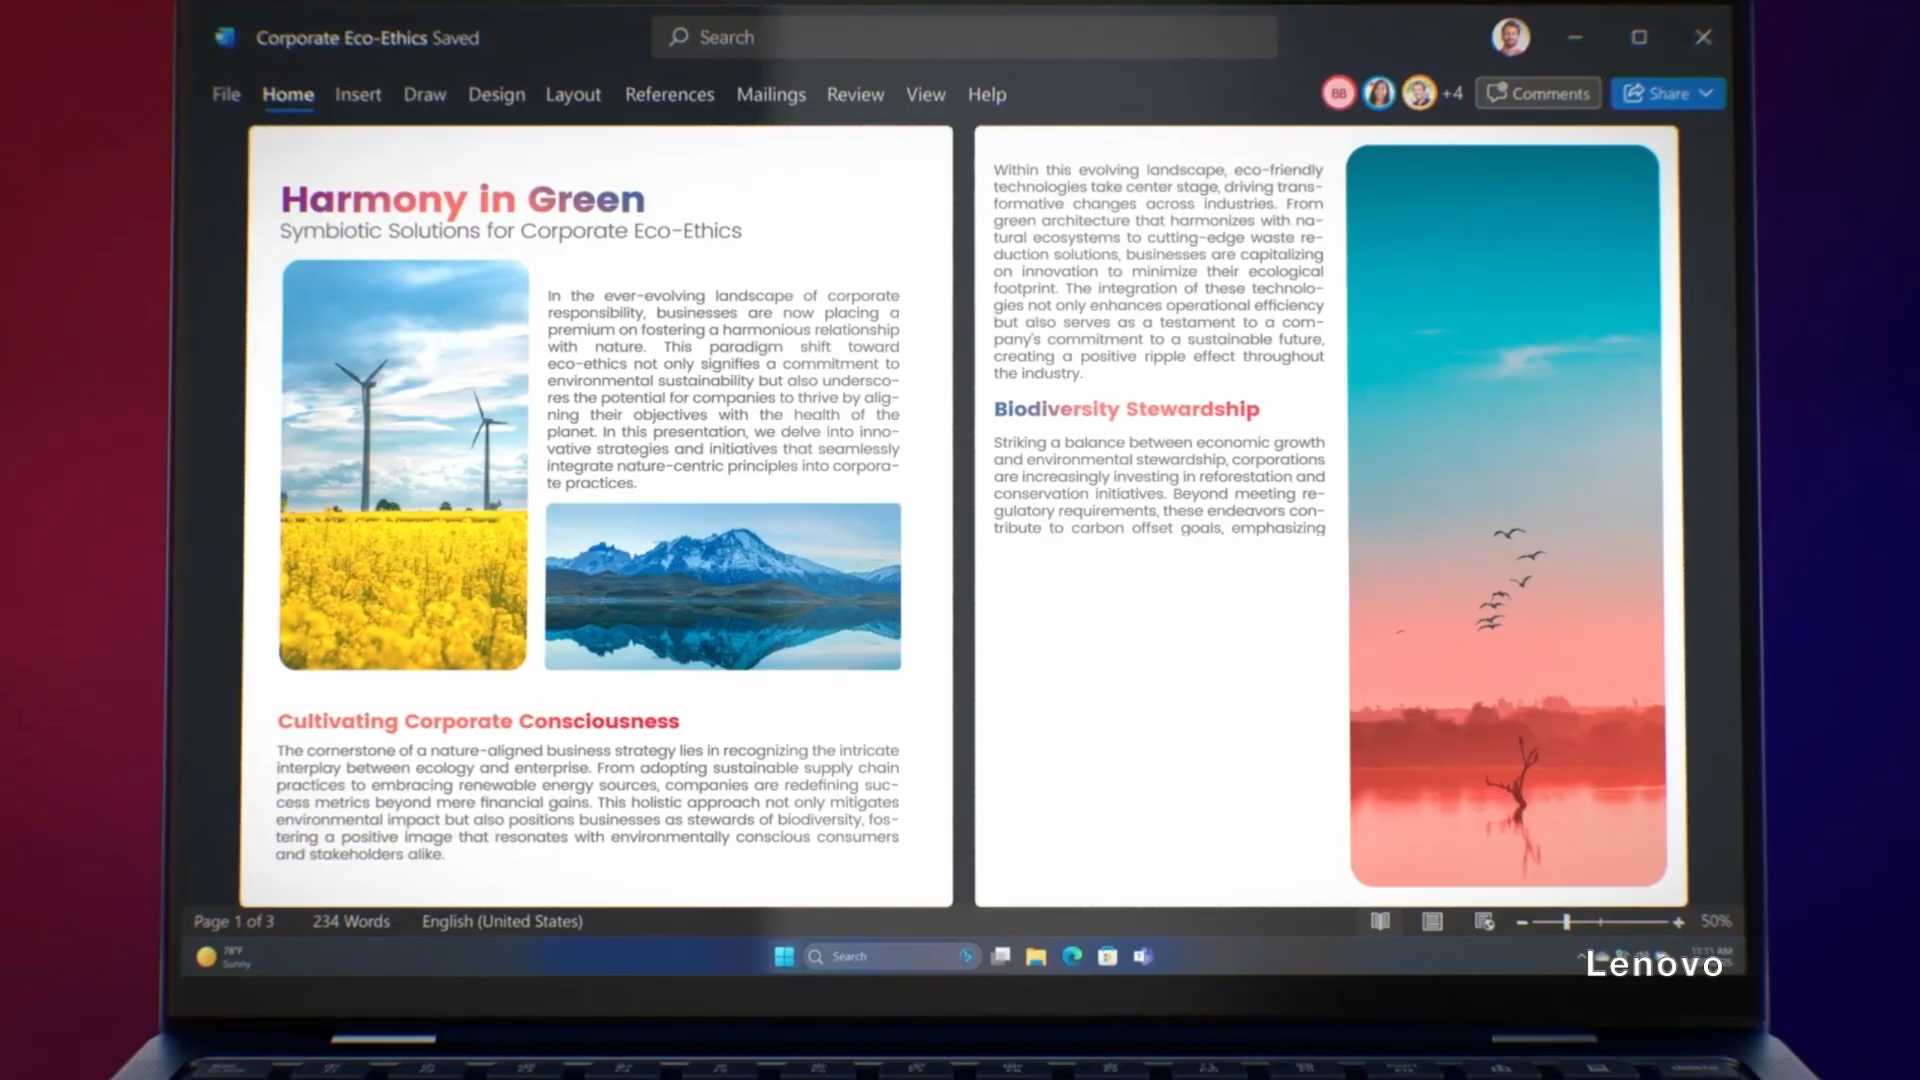 Corporate Eco-Ethics Saved
Search
File Home Insert Draw Design Layout References Mailings Review View Help
BB +4 Comments Share
Harmony in Green
Symbiotic Solutions for Corporate Eco-Ethics
In the ever-evolving landscape of corporate
responsibility, businesses are now placing a
premium on fostering a harmonious relationship
with nature. This paradigm shift toward
eco-ethics not only signifies a commitment to
environmental sustainability but also undersco-
res the potential for companies to thrive by alig-
ning their objectives with the health of the
planet. In this presentation, we delve into inno-
vative strategies and initiatives that seamlessly
integrate nature-centric principles into corpora-
te practices.
Cultivating Corporate Consciousness
The cornerstone of a nature-aligned business strategy lies in recognizing the intricate
interplay between ecology and enterprise. From adopting sustainable supply chain
practices to embracing renewable energy sources, companies are redefining suc-
cess metrics beyond mere financial gains. This holistic approach not only mitigates
environmental impact but also positions businesses as stewards of biodiversity, fos-
tering a positive image that resonates with environmentally conscious consumers
and stakeholders alike.
Within this evolving landscape, eco-friendly
technologies take center stage, driving trans-
formative changes across industries. From
green architecture that harmonizes with na-
tural ecosystems to cutting-edge waste re-
duction solutions, businesses are capitalizing
on innovation to minimize their ecological
footprint. The integration of these technolo-
gies not only enhances operational efficiency
but also serves as a testament to a com-
pany's commitment to a sustainable future,
creating a positive ripple effect throughout
the industry.
Biodiversity Stewardship
Striking a balance between economic growth
and environmental stewardship, corporations
are increasingly investing in reforestation and
conservation initiatives. Beyond meeting re-
gulatory requirements, these endeavors con-
tribute to carbon offset goals, emphasizing
Page 1 of 3 234 Words English (United States)
50%
78°F
Sunny
Search
Lenovo